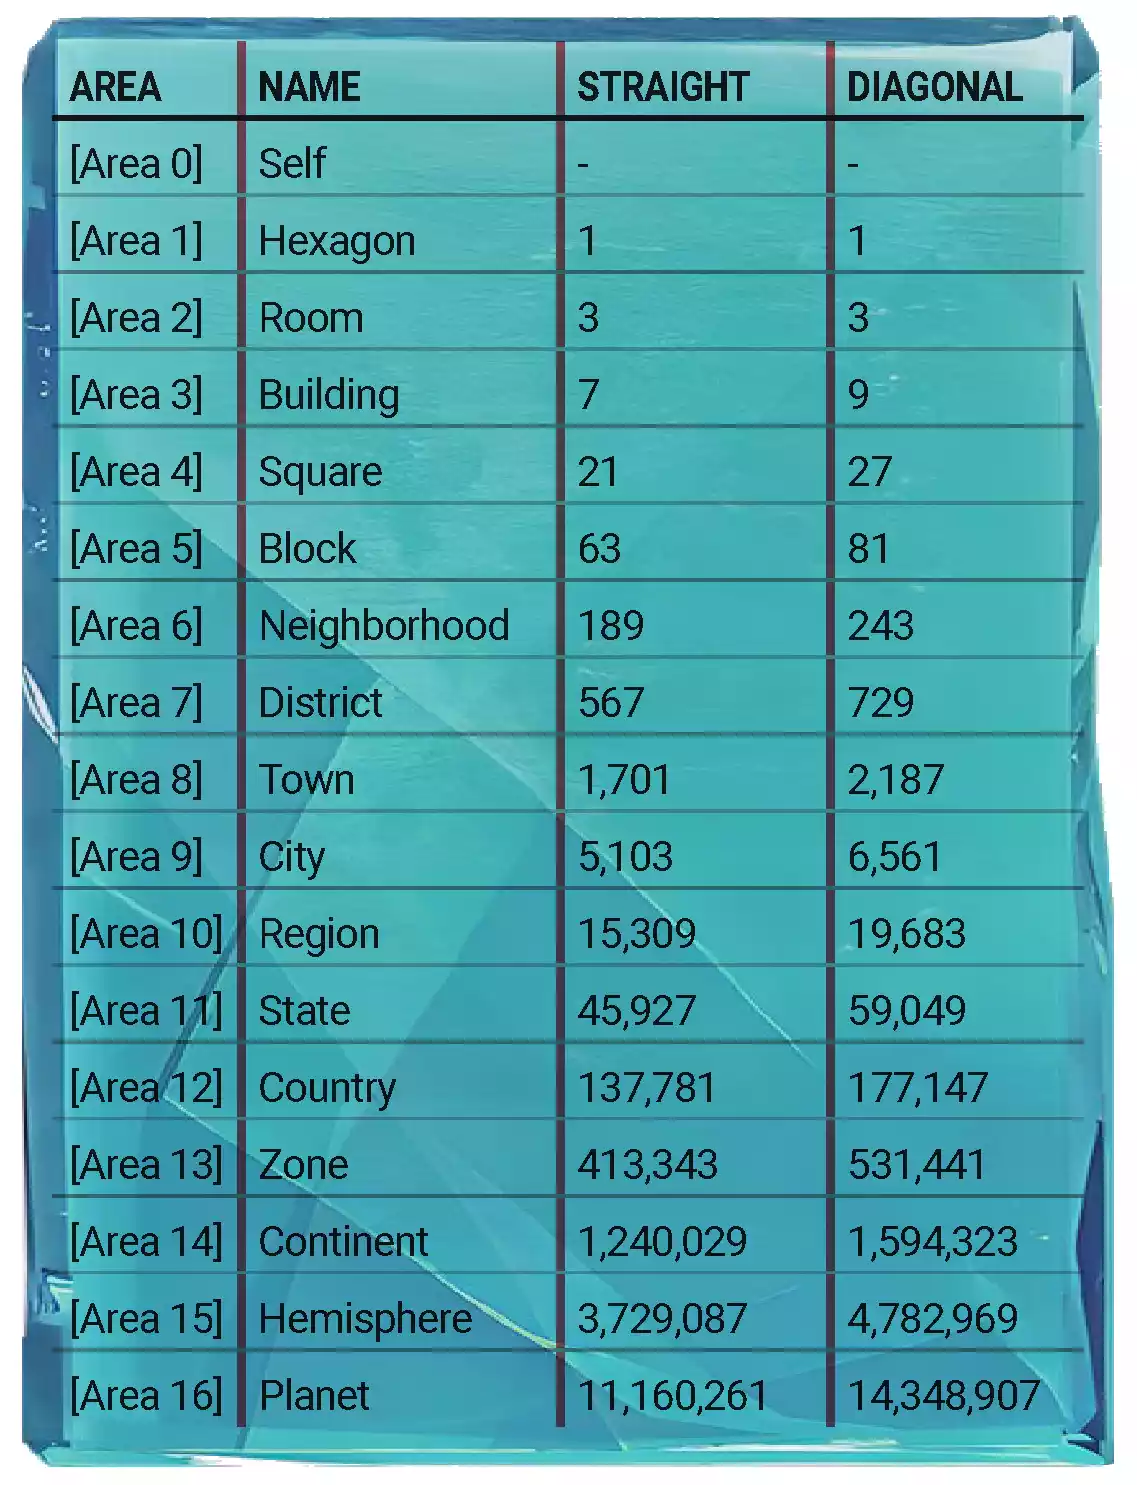 AREA NAME STRAIGHT DIAGONAL
[Area 0] Self - -
[Area 1] Hexagon 1 1
[Area 2] Room 3 3
[Area 3] Building 7 9
[Area 4] Square 21 27
[Area 5] Block 63 81
[Area 6] Neighborhood 189 243
[Area 7] District 567 729
[Area 8] Town 1,701 2,187
[Area 9] City 5,103 6,561
[Area 10] Region 15,309 19,683
[Area 11] State 45,927 59,049
[Area 12] Country 137,781 177,147
[Area 13] Zone 413,343 531,441
[Area 14] Continent 1,240,029 1,594,323
[Area 15] Hemisphere 3,729,087 4,782,969
[Area 16] Planet 11,160,261 14,348,907